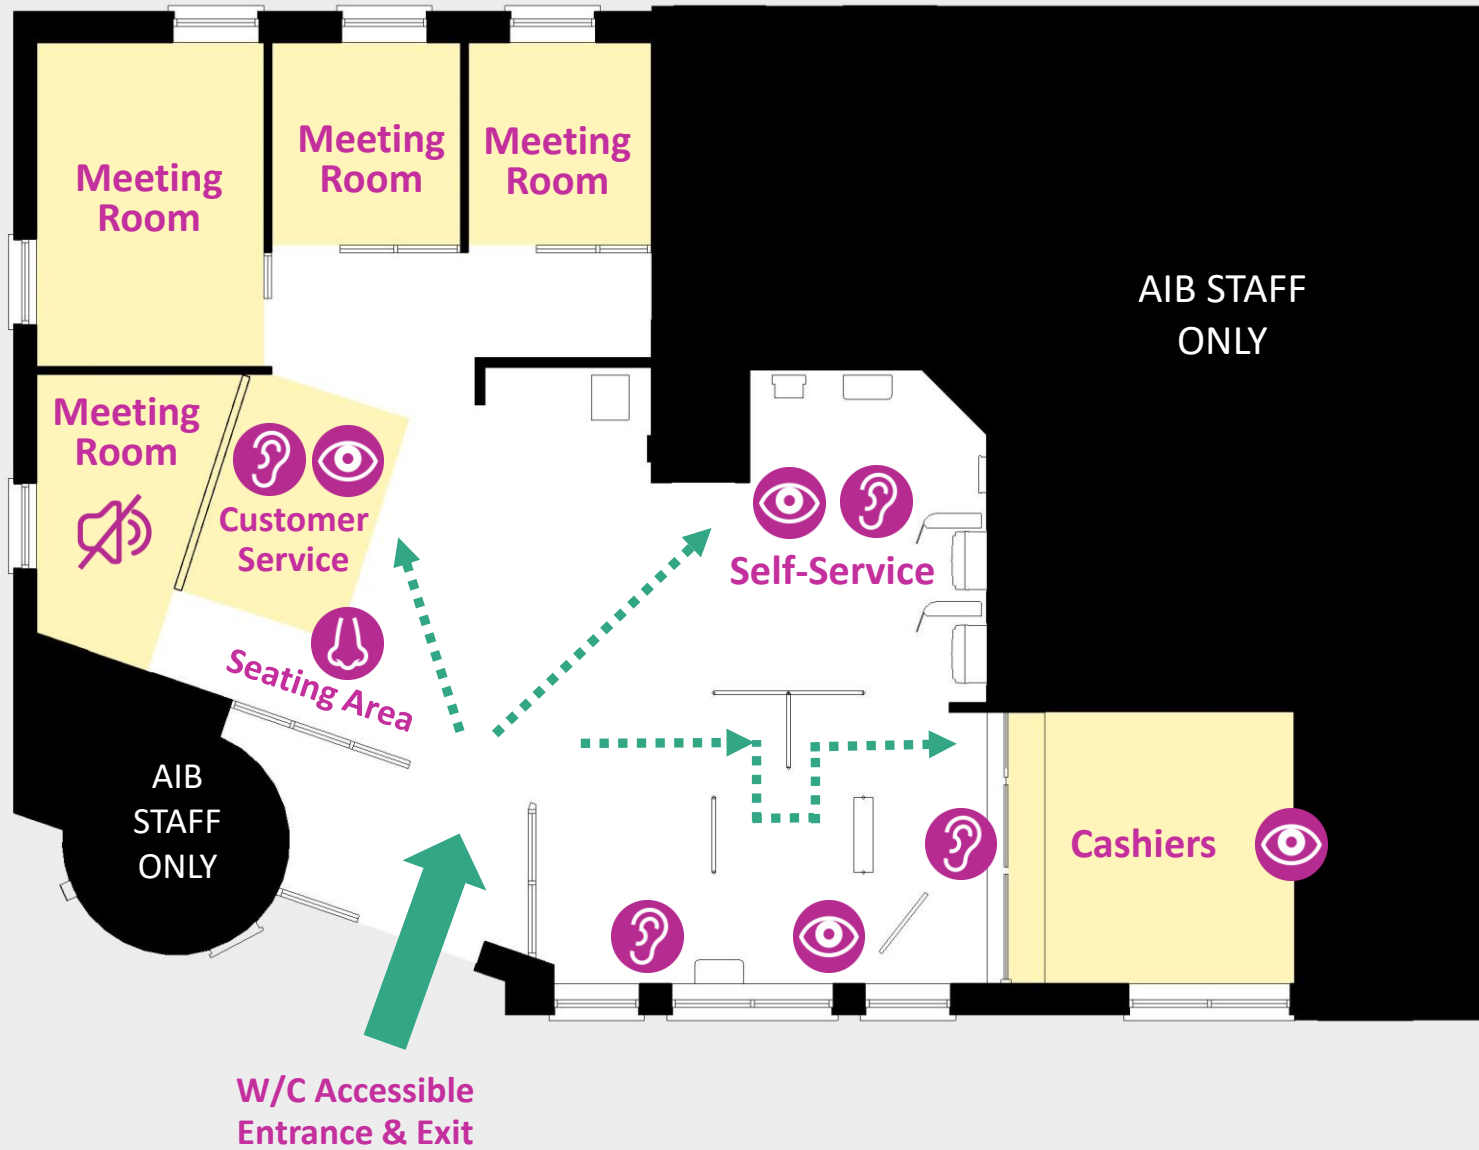 Meeting
Room
Meeting
Room
Meeting
Room
AIB STAFF
ONLY
Meeting
Room
Customer
Service
Self-Service
Seating Area
AIB
STAFF
ONLY
Cashiers
W/C Accessible
Entrance & Exit